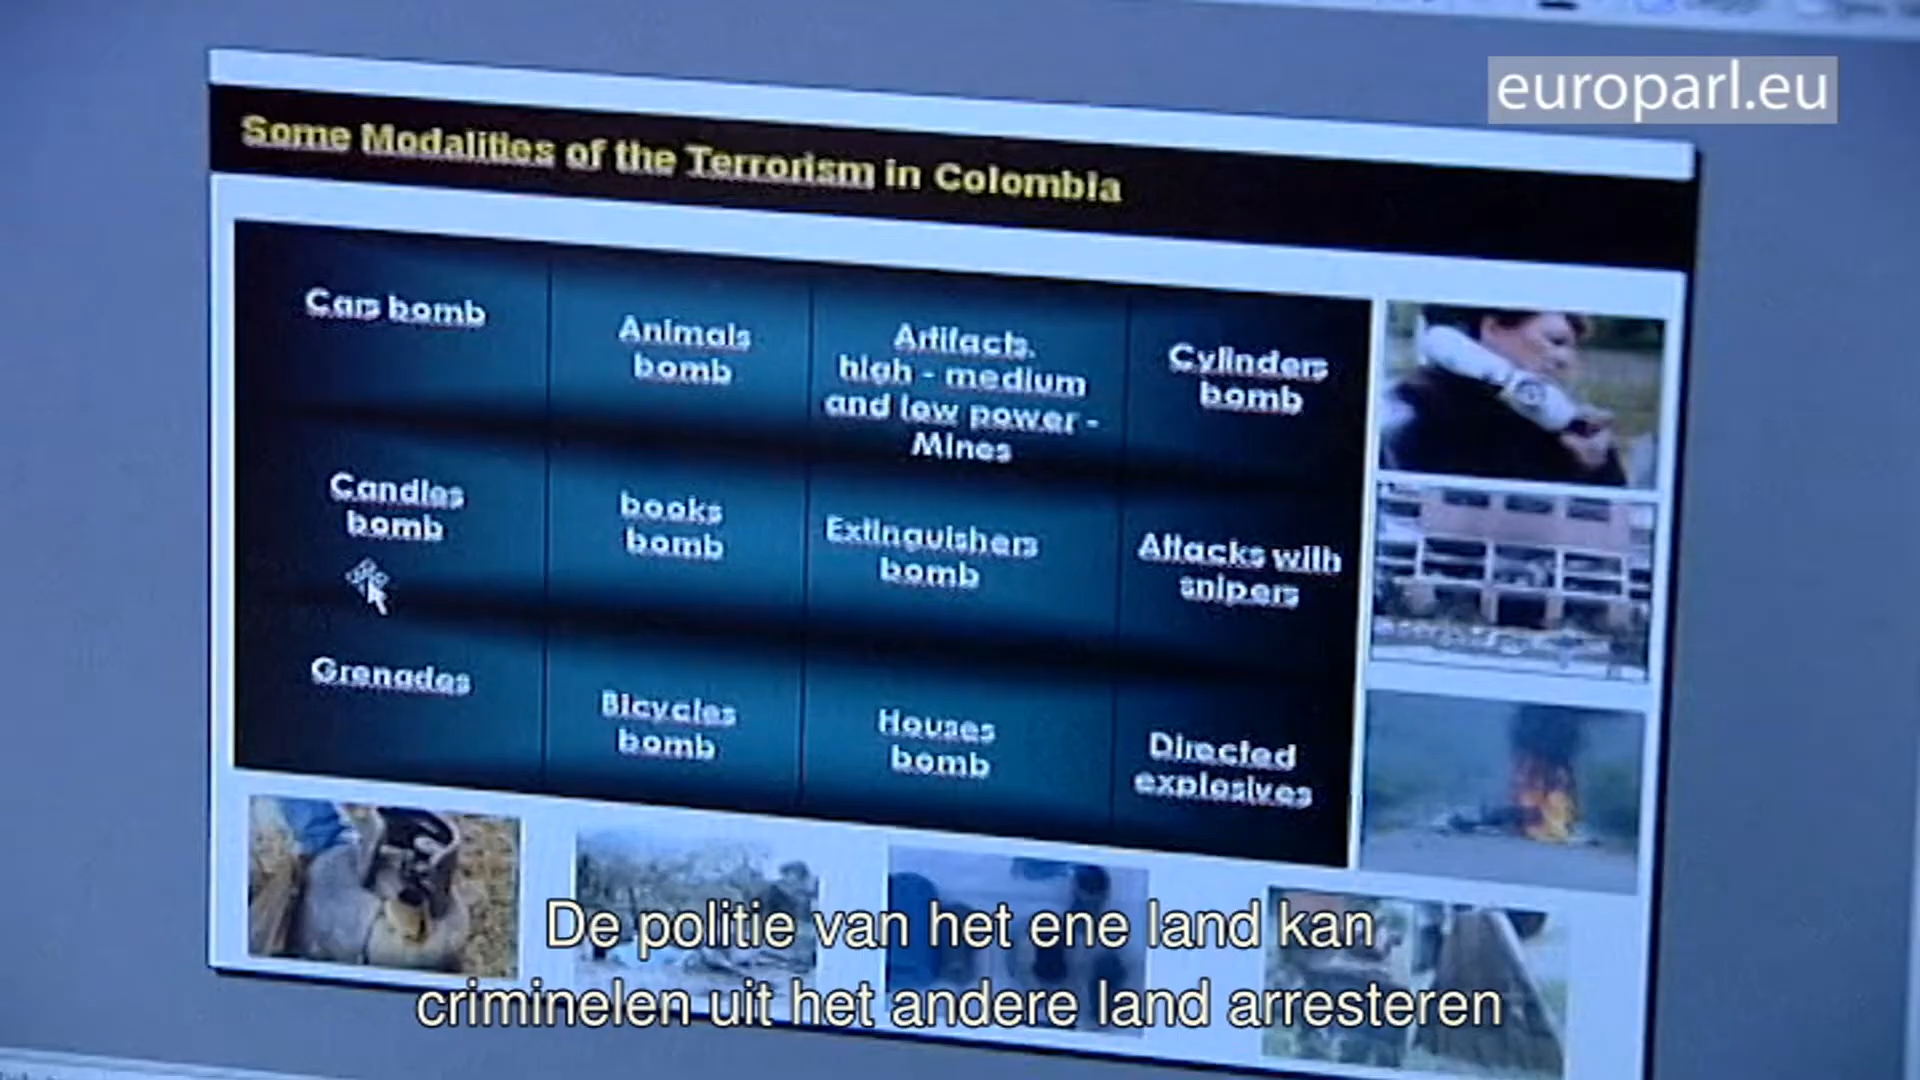 europarl.eu
Some Modalities of the Terrorism in Colombia
Cars bomb
Animals
bomb
Artifacts.
high - medium
and low power -
Mines
Cylinders
bomb
Candles
bomb
books
bomb
Extinguishers
bomb
Attacks with
snipers
Grenades
Bicycles
bomb
Houses
bomb
Directed
explosives
De politie van het ene land kan
criminelen uit het andere land arresteren